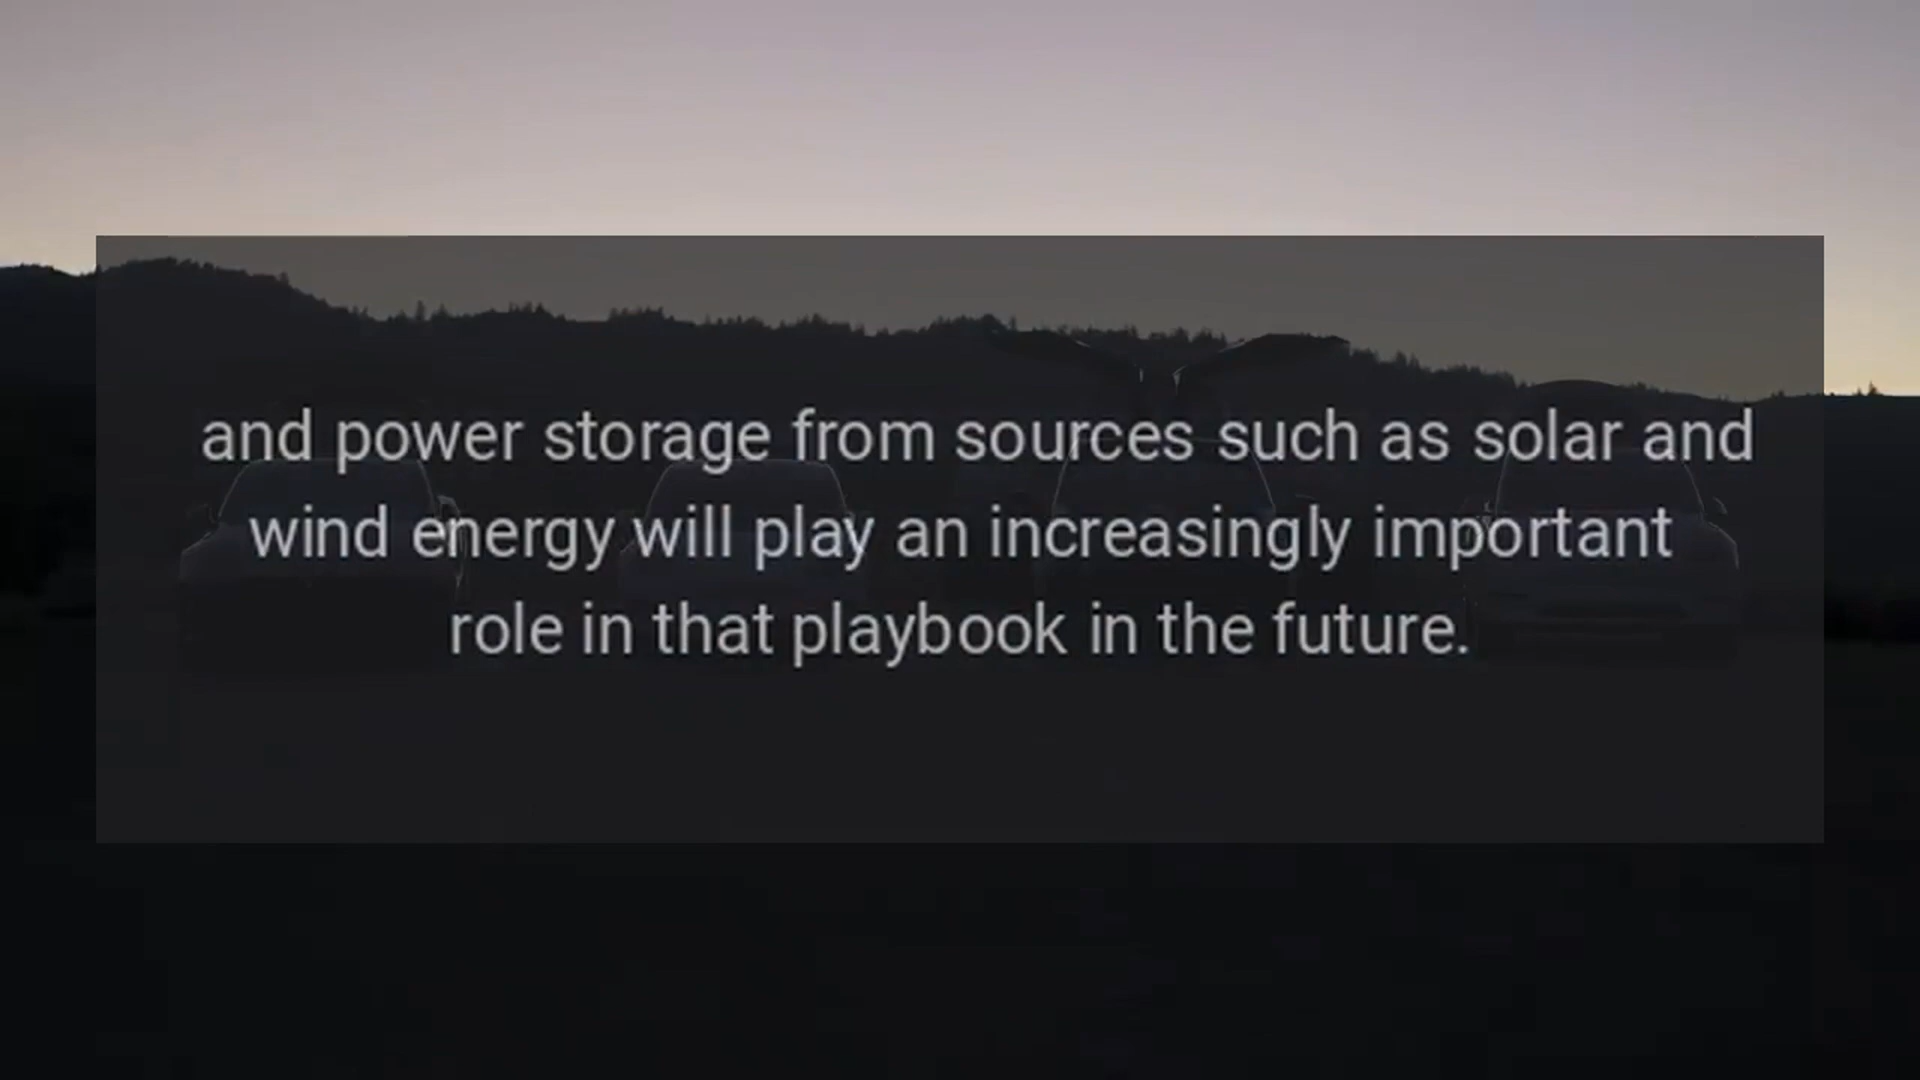 and power storage from sources such as solar and
wind energy will play an increasingly important
role in that playbook in the future.